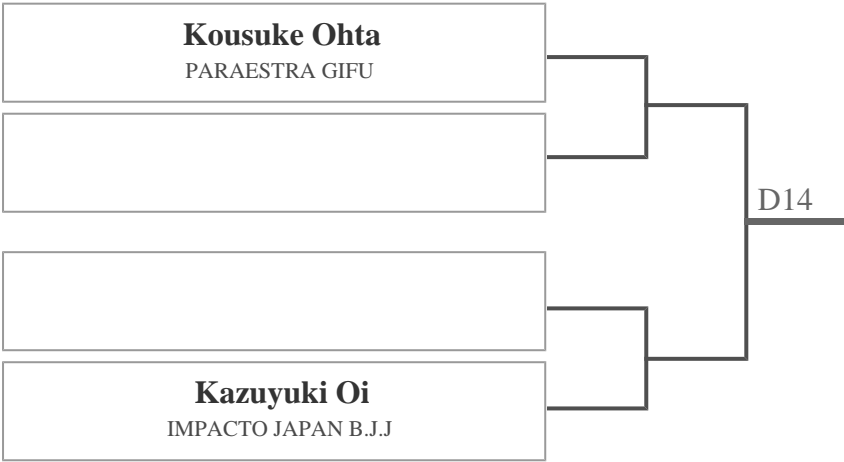 Kousuke Ohta
PARAESTRA GIFU
D14
Kazuyuki Oi
IMPACTO JAPAN B.J.J